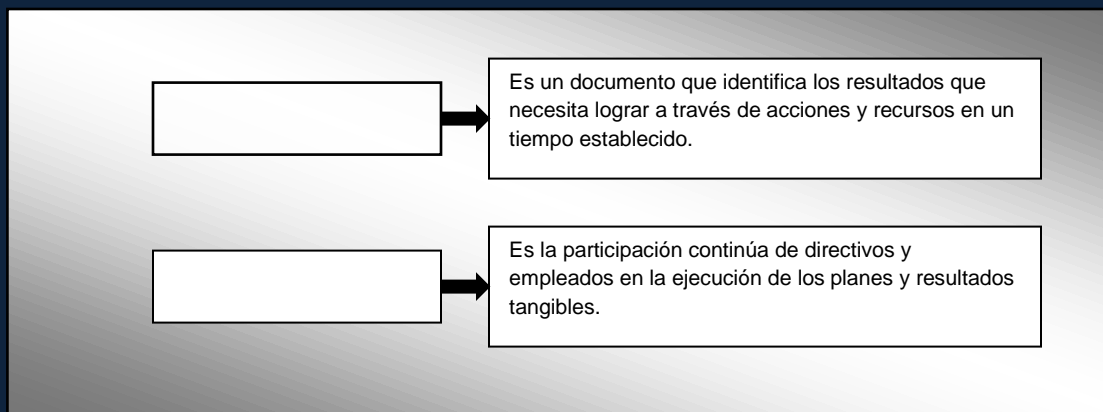 Es un documento que identifica los resultados que
necesita lograr a través de acciones y recursos en un
tiempo establecido.
Es la participación continúa de directivos y
empleados en la ejecución de los planes y resultados
tangibles.